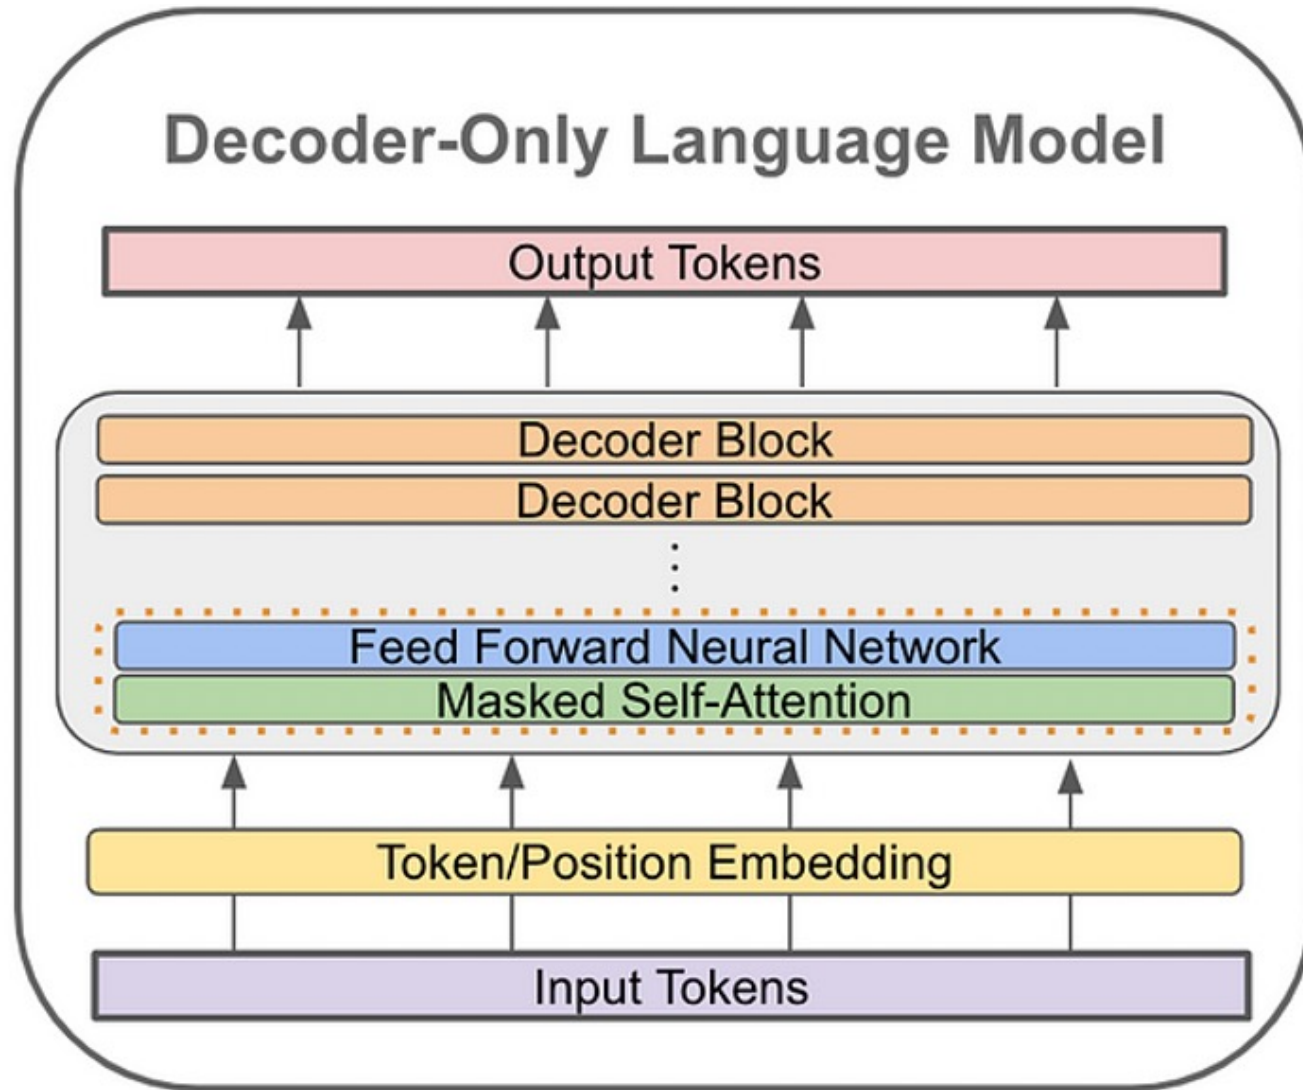 Decoder-Only Language Model
Output Tokens
Decoder Block
Decoder Block
Feed Forward Neural Network
Masked Self-Attention
Token/Position Embedding
Input Tokens